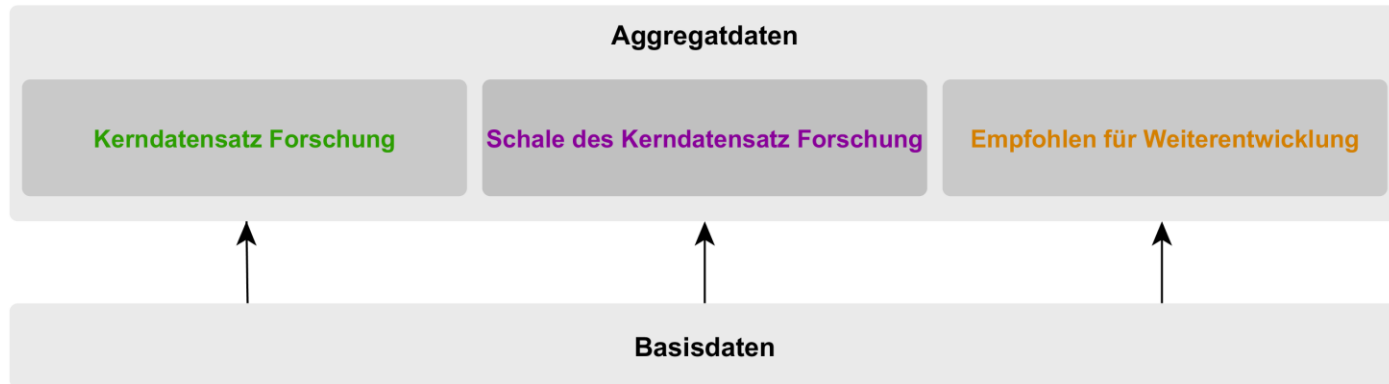 Aggregatdaten
Kerndatensatz Forschung
Schale des Kerndatensatz Forschung
Empfohlen für Weiterentwicklung
Basisdaten